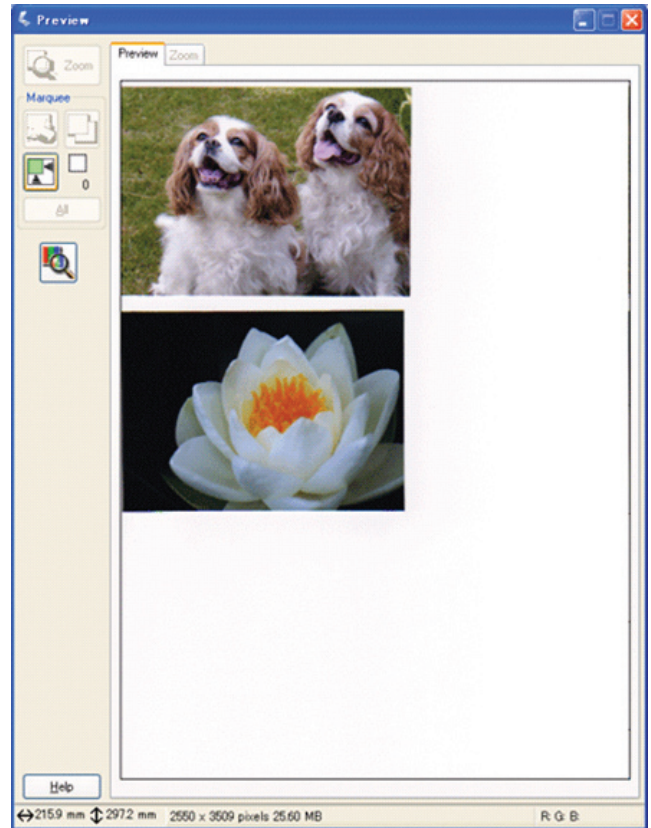 Preview
Zoom
Preview Zoom
Marquee
0
All
Help
215.9 mm 297.2 mm 2550 x 3509 pixels 25.60 MB R: G: B: